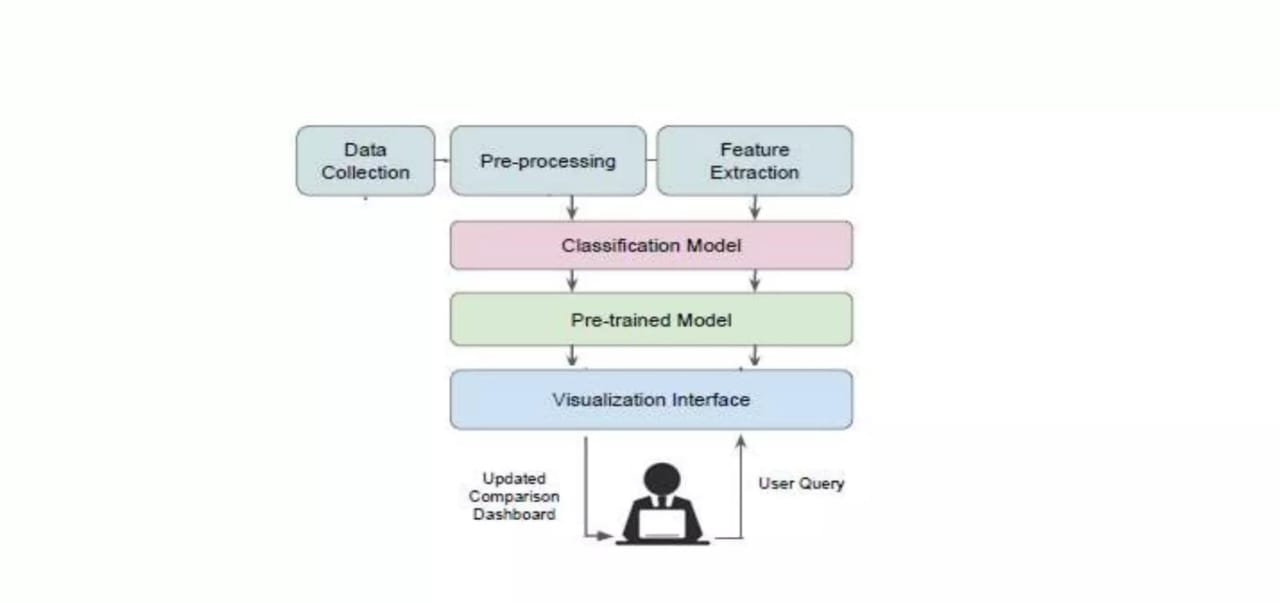 Data
Collection
Pre-processing
Feature
Extraction
Classification Model
Pre-trained Model
Visualization Interface
Updated
Comparison
Dashboard
User Query